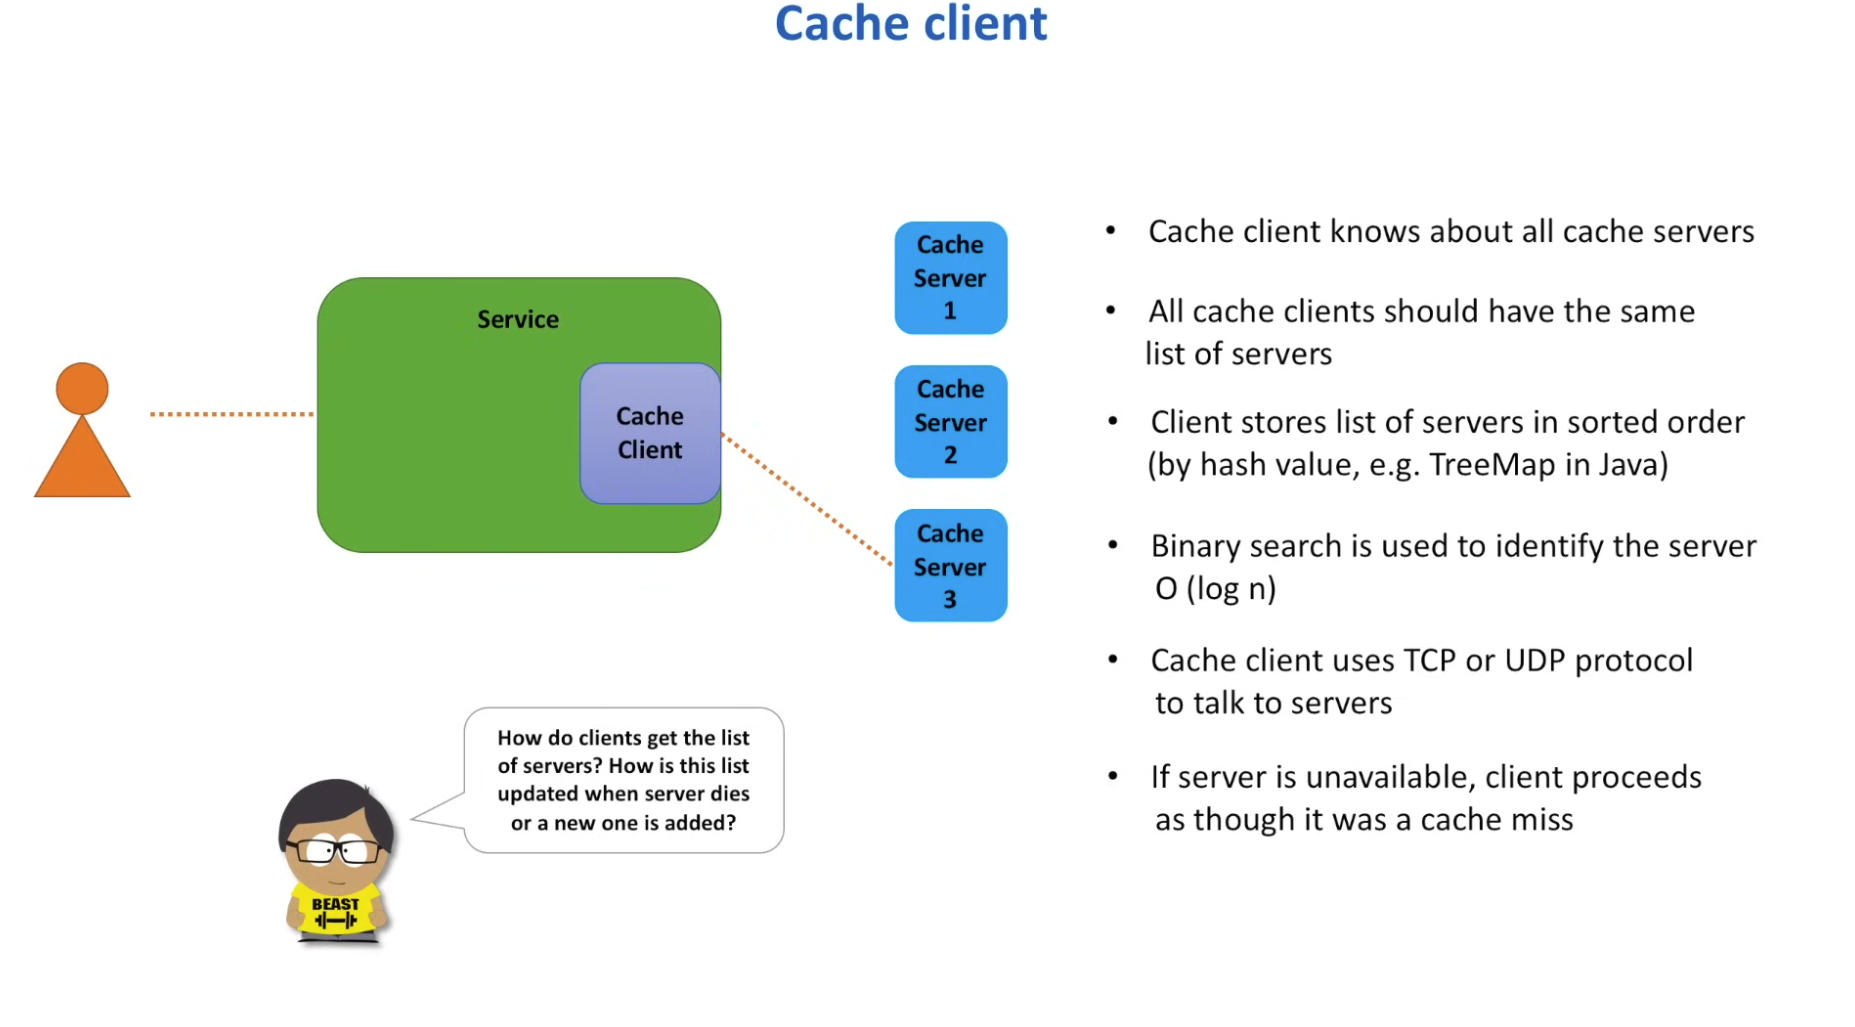 Cache client
Service
Cache
Client
Cache
Server
1
Cache
Server
2
Cache
Server
3
• Cache client knows about all cache servers
• All cache clients should have the same
list of servers
• Client stores list of servers in sorted order
(by hash value, e.g. TreeMap in Java)
• Binary search is used to identify the server
O (log n)
• Cache client uses TCP or UDP protocol
to talk to servers
• If server is unavailable, client proceeds
as though it was a cache miss
How do clients get the list
of servers? How is this list
updated when server dies
or a new one is added?
BEAST